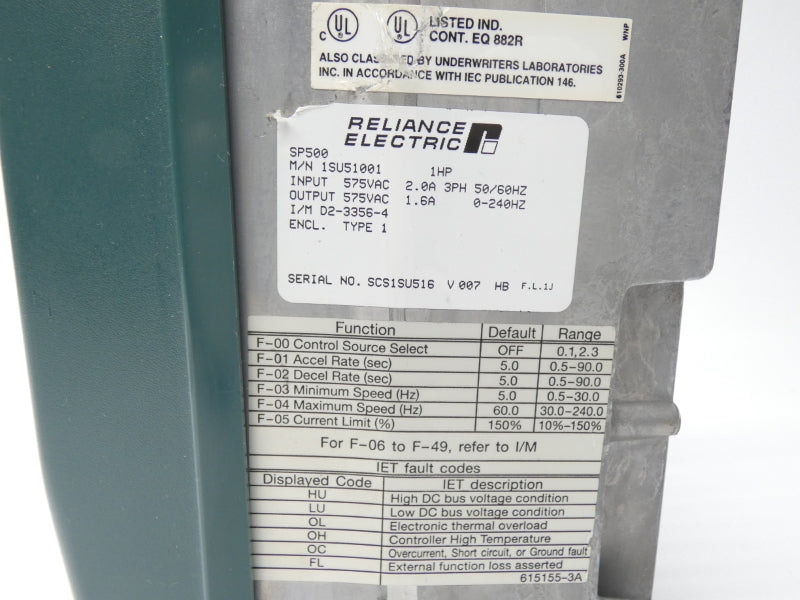 C UL UL LISTED IND.
CONT. EQ 882R
ALSO CLASSIFIED BY UNDERWRITERS LABORATORIES
INC. IN ACCORDANCE WITH IEC PUBLICATION 146.
610293-300A WNP
RELIANCE
ELECTRIC
SP500
M/N 1SU51001 1HP
INPUT 575VAC 2.0A 3PH 50/60HZ
OUTPUT 575VAC 1.6A 0-240HZ
I/M D2-3356-4
ENCL. TYPE 1
SERIAL NO. SCS1SU516 V 007 HB F.L.1J
Function Default Range
F-00 Control Source Select OFF 0.1,2.3
F-01 Accel Rate (sec) 5.0 0.5-90.0
F-02 Decel Rate (sec) 5.0 0.5-90.0
F-03 Minimum Speed (Hz) 5.0 0.5-30.0
F-04 Maximum Speed (Hz) 60.0 30.0-240.0
F-05 Current Limit (%) 150% 10%-150%
For F-06 to F-49, refer to I/M
IET fault codes
Displayed Code IET description
HU High DC bus voltage condition
LU Low DC bus voltage condition
OL Electronic thermal overload
OH Controller High Temperature
OC Overcurrent, Short circuit, or Ground fault
FL External function loss asserted
615155-3A